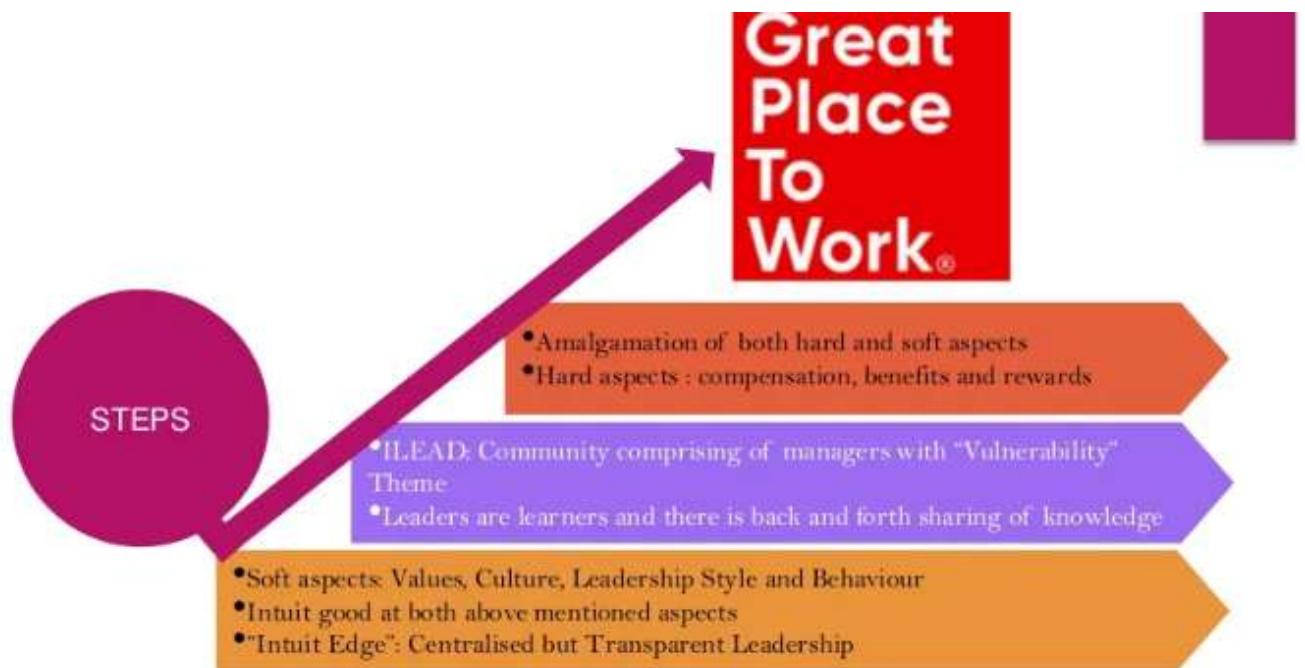 Great
Place
To
Work®
STEPS
•Amalgamation of both hard and soft aspects
•Hard aspects : compensation, benefits and rewards
•ILEAD: Community comprising of managers with "Vulnerability"
Theme
•Leaders are learners and there is back and forth sharing of knowledge
•Soft aspects: Values, Culture, Leadership Style and Behaviour
•Intuit good at both above mentioned aspects
•"Intuit Edge": Centralised but Transparent Leadership